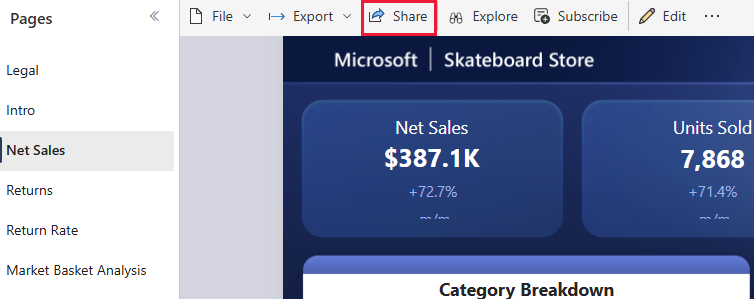 Pages
File
Export
Share
Explore
Subscribe
Edit
Legal
Intro
Net Sales
Returns
Return Rate
Market Basket Analysis
Microsoft | Skateboard Store
Net Sales
$387.1K
+72.7%
m/m
Units Sold
7,868
+71.4%
m/m
Category Breakdown